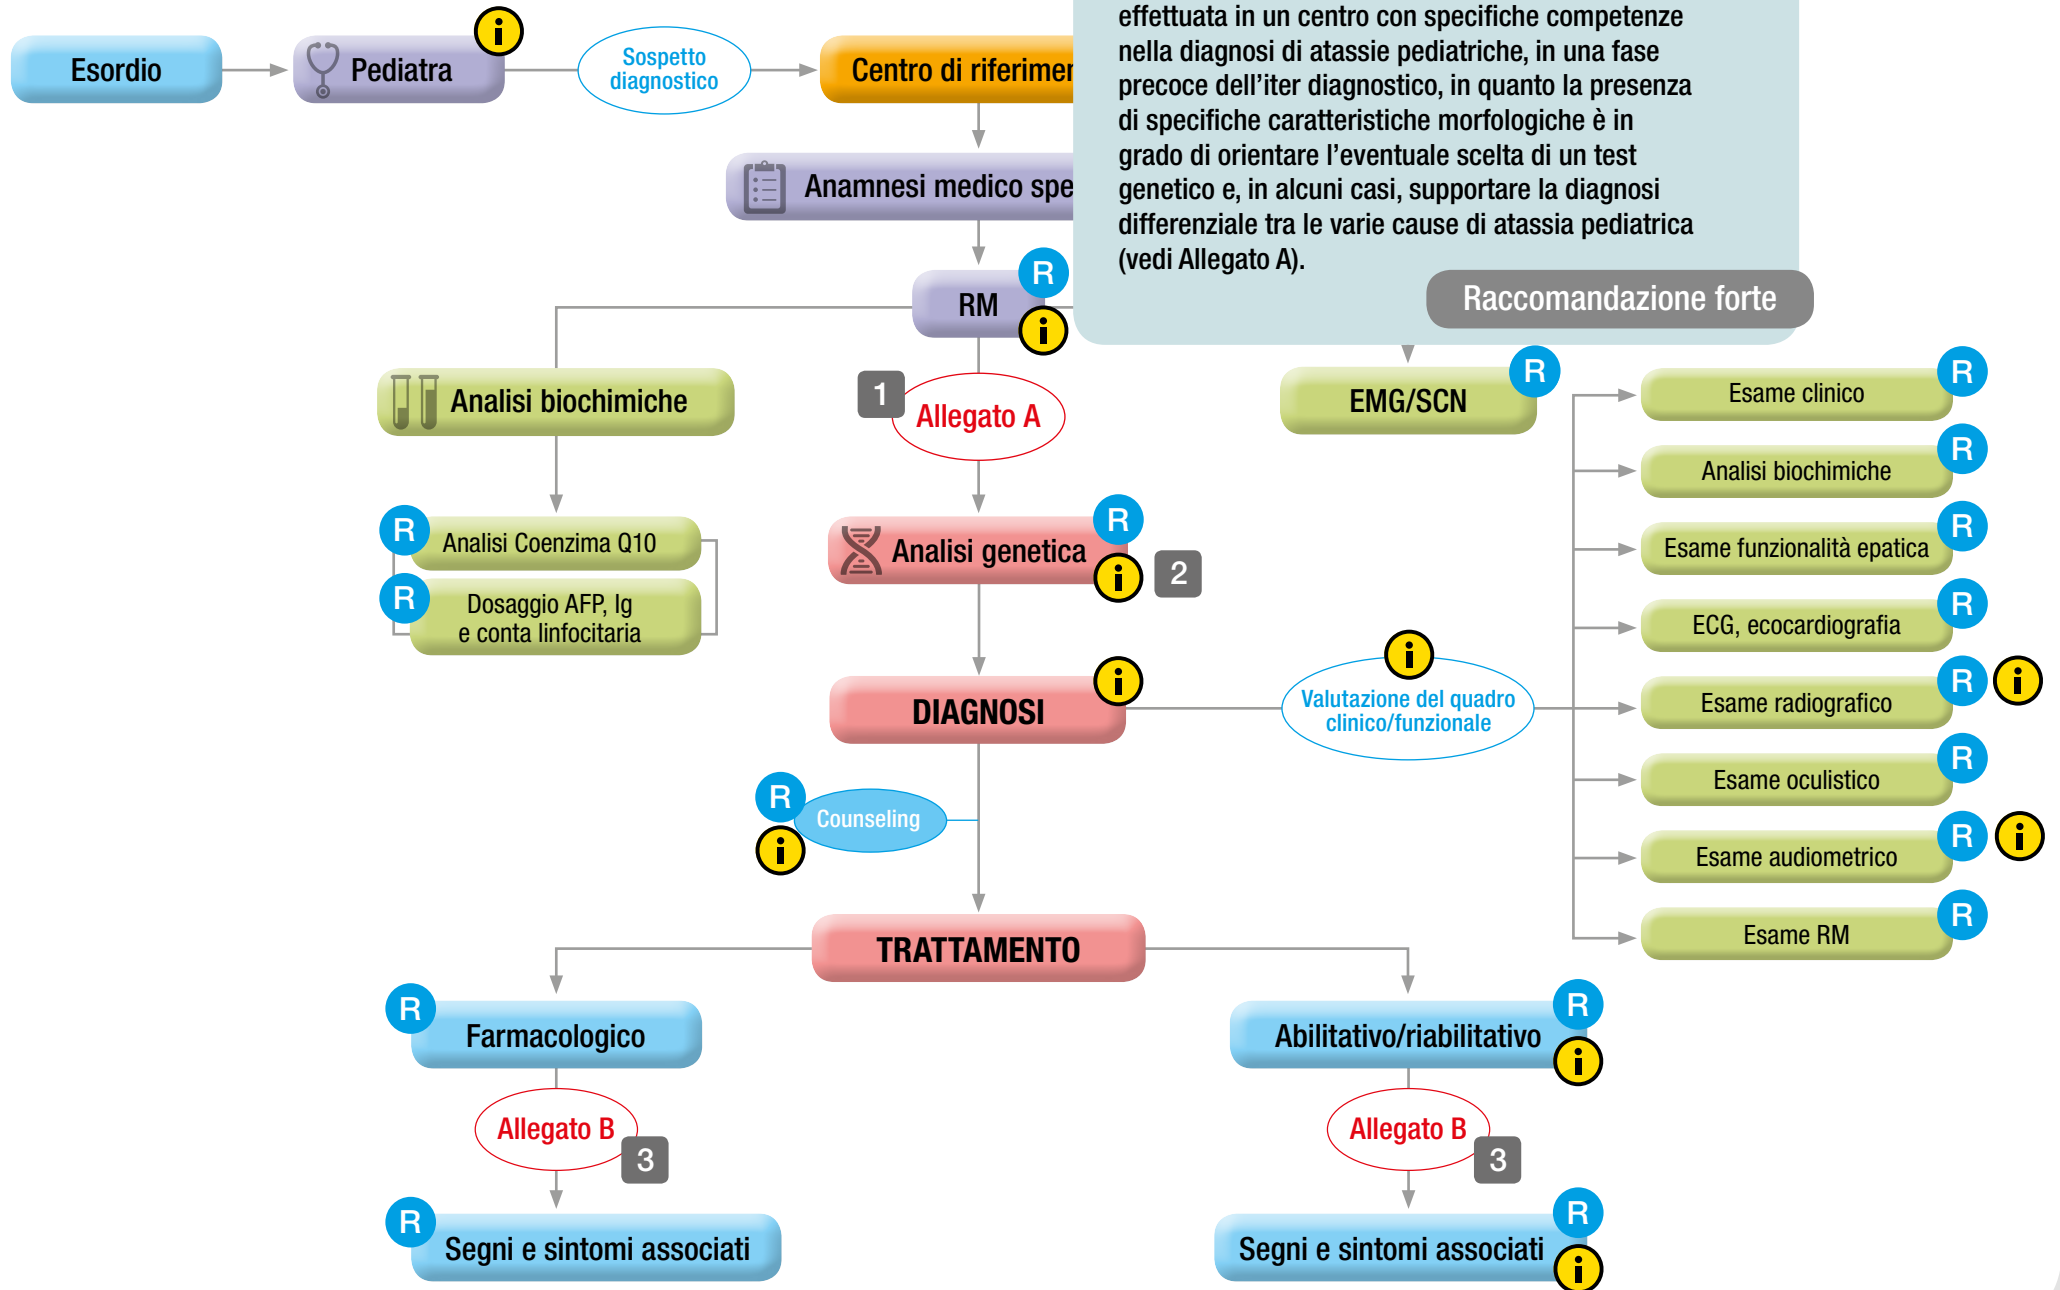 effettuata in un centro con specifiche competenze
nella diagnosi di atassie pediatriche, in una fase
precoce dell’iter diagnostico, in quanto la presenza
di specifiche caratteristiche morfologiche è in
grado di orientare l’eventuale scelta di un test
genetico e, in alcuni casi, supportare la diagnosi
differenziale tra le varie cause di atassia pediatrica
(vedi Allegato A).
Raccomandazione forte
Esordio
Pediatra
i
Sospetto
diagnostico
Centro di riferimen
Anamnesi medico spe
RM
R
i
Analisi biochimiche
1
Allegato A
EMG/SCN
R
R
Analisi Coenzima Q10
R
Dosaggio AFP, Ig
e conta linfocitaria
Analisi genetica
R
i
2
DIAGNOSI
i
i
Valutazione del quadro
clinico/funzionale
Esame clinico
R
Analisi biochimiche
R
Esame funzionalità epatica
R
ECG, ecocardiografia
R
Esame radiografico
R
i
Esame oculistico
R
Esame audiometrico
R
i
Esame RM
R
R
i
Counseling
TRATTAMENTO
R
Farmacologico
Allegato B
3
R
Segni e sintomi associati
Abilitativo/riabilitativo
R
i
Allegato B
3
Segni e sintomi associati
R
i